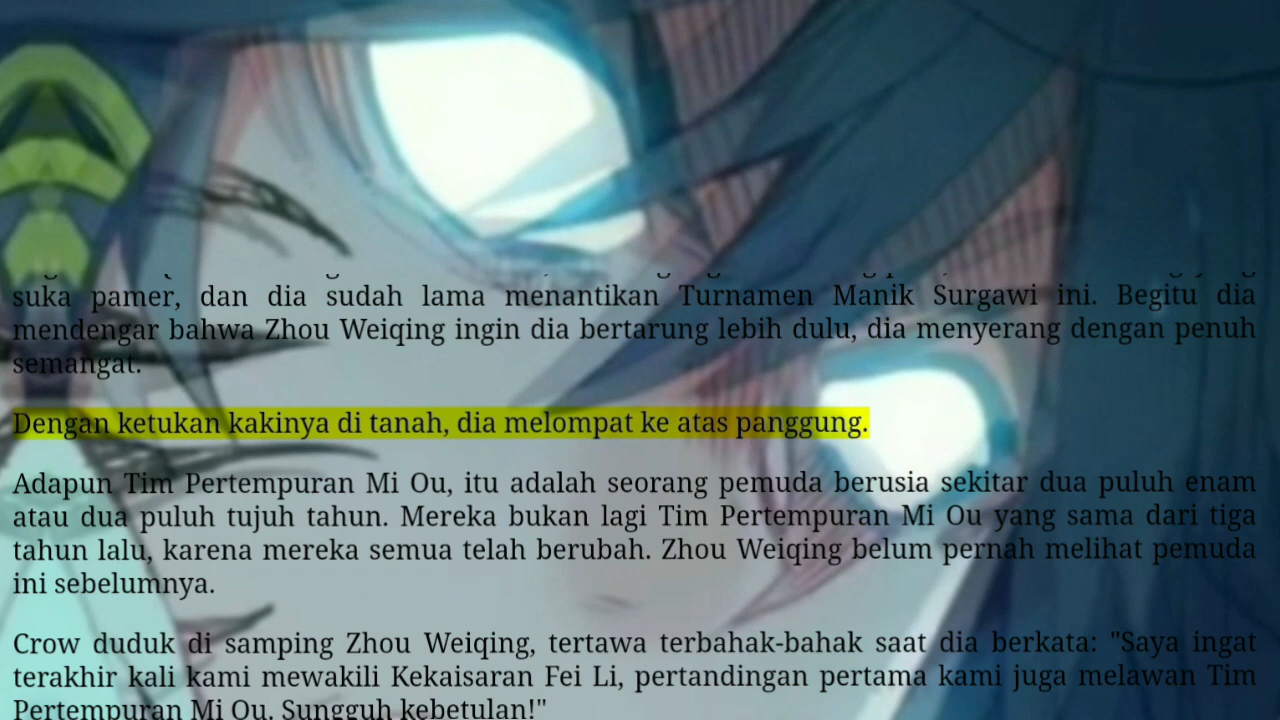 suka pamer, dan dia sudah lama menantikan Turnamen Manik Surgawi ini. Begitu dia
mendengar bahwa Zhou Weiqing ingin dia bertarung lebih dulu, dia menyerang dengan penuh
semangat.
Dengan ketukan kakinya di tanah, dia melompat ke atas panggung.
Adapun Tim Pertempuran Mi Ou, itu adalah seorang pemuda berusia sekitar dua puluh enam
atau dua puluh tujuh tahun. Mereka bukan lagi Tim Pertempuran Mi Ou yang sama dari tiga
tahun lalu, karena mereka semua telah berubah. Zhou Weiqing belum pernah melihat pemuda
ini sebelumnya.
Crow duduk di samping Zhou Weiqing, tertawa terbahak-bahak saat dia berkata: "Saya ingat
terakhir kali kami mewakili Kekaisaran Fei Li, pertandingan pertama kami juga melawan Tim
Pertempuran Mi Ou. Sungguh kebetulan!"